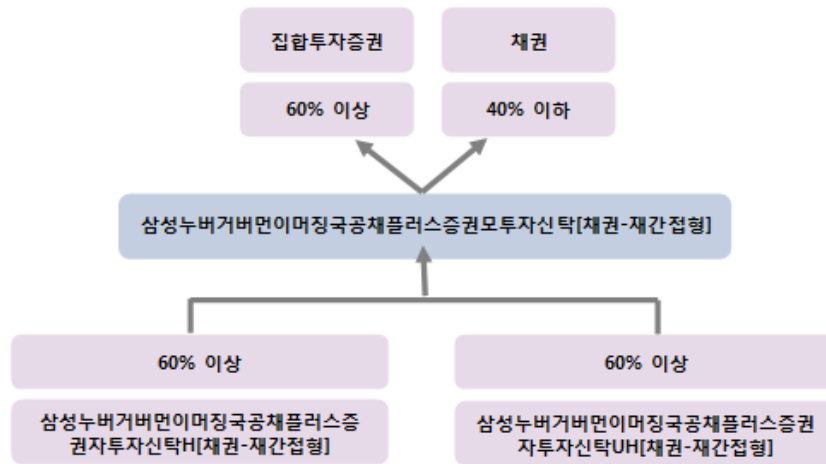 집합투자증권
채권
60% 이상
40% 이하
삼성누버거버먼이머징국공채플러스증권모투자신탁[채권-재간접형]
60% 이상
60% 이상
삼성누버거버먼이머징국공채플러스증
권자투자신탁H[채권-재간접형]
삼성누버거버먼이머징국공채플러스증권
자투자신탁UH[채권-재간접형]